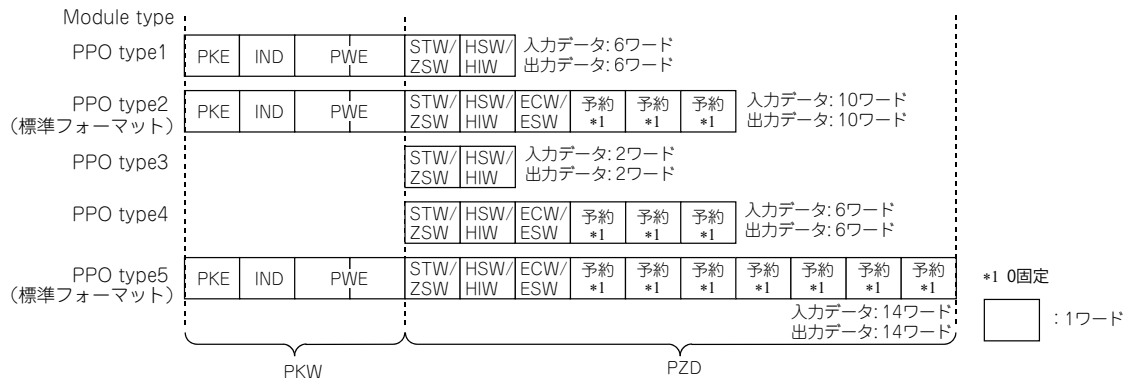 Module type
PPO type1
PKE IND PWE STW/ZSW HSW/HIW
入力データ: 6ワード
出力データ: 6ワード
PPO type2
(標準フォーマット)
PKE IND PWE STW/ZSW HSW/HIW ECW/ESW 予約*1 予約*1 予約*1
入力データ: 10ワード
出力データ: 10ワード
PPO type3
STW/ZSW HSW/HIW
入力データ: 2ワード
出力データ: 2ワード
PPO type4
STW/ZSW HSW/HIW ECW/ESW 予約*1 予約*1 予約*1
入力データ: 6ワード
出力データ: 6ワード
PPO type5
(標準フォーマット)
PKE IND PWE STW/ZSW HSW/HIW ECW/ESW 予約*1 予約*1 予約*1 予約*1 予約*1 予約*1 予約*1
入力データ: 14ワード
出力データ: 14ワード
*1 0固定
: 1ワード
PKW
PZD